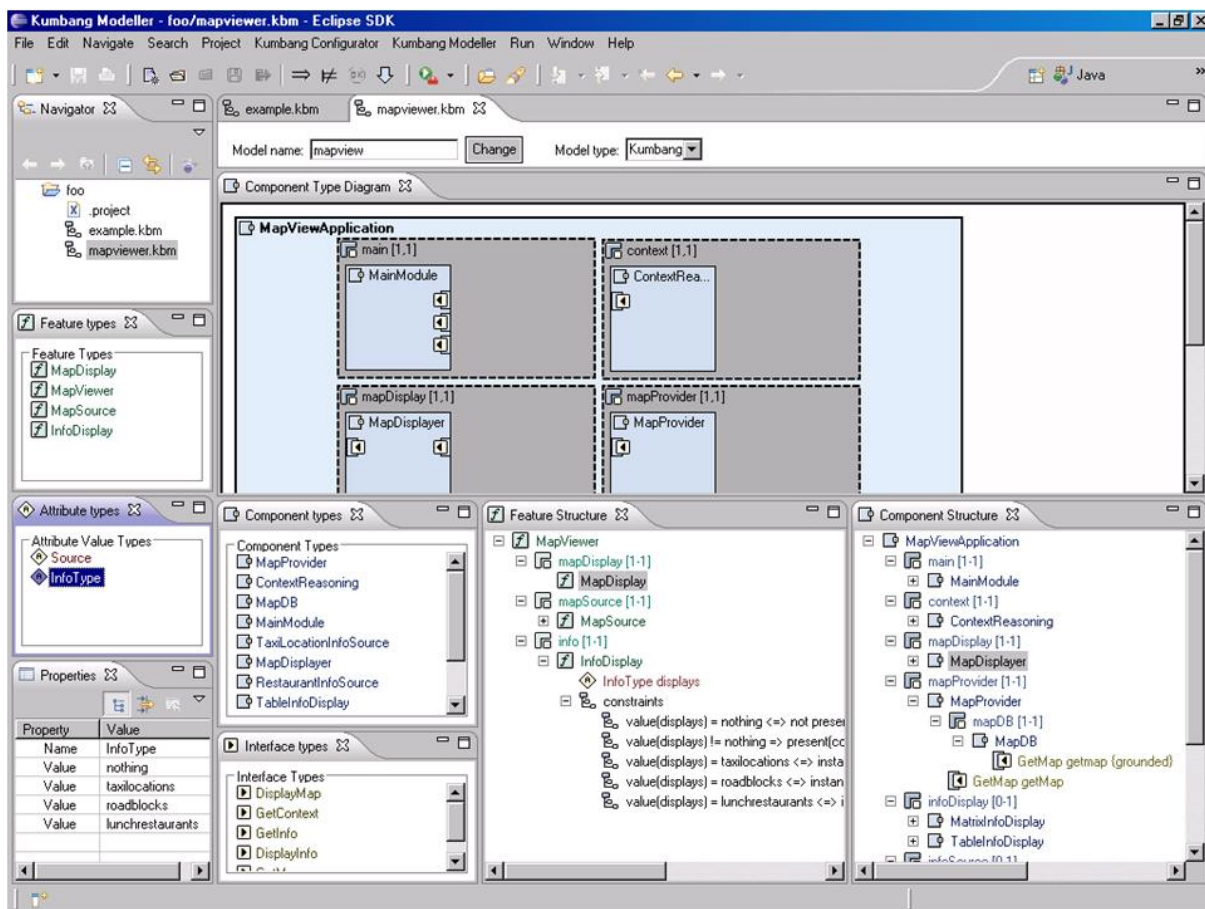 Kumbang Modeller - foo/mapviewer.kbm - Eclipse SDK
File Edit Navigate Search Project Kumbang Configurator Kumbang Modeller Run Window Help
Java
Navigator
foo
.project
example.kbm
mapviewer.kbm
example.kbm mapviewer.kbm
Model name: mapview Change Model type: Kumbang
Component Type Diagram
MapViewApplication
main [1,1] context [1,1]
MainModule ContextRea...
mapDisplay [1,1] mapProvider [1,1]
MapDisplayer MapProvider
Feature types
Feature Types
MapDisplay
MapViewer
MapSource
InfoDisplay
Attribute types
Attribute Value Types
Source
InfoType
Properties
Property Value
Name InfoType
Value nothing
Value taxilocations
Value roadblocks
Value lunchrestaurants
Component types
Component Types
MapProvider
ContextReasoning
MapDB
MainModule
TaxiLocationInfoSource
MapDisplayer
RestaurantInfoSource
TableInfoDisplay
Interface types
Interface Types
DisplayMap
GetContext
GetInfo
DisplayInfo
Feature Structure
MapViewer
mapDisplay [1-1]
MapDisplay
mapSource [1-1]
MapSource
info [1-1]
InfoDisplay
InfoType displays
constraints
value(displays) = nothing <=> not presen
value(displays) != nothing => present(co
value(displays) = taxilocations <=> insta
value(displays) = roadblocks <=> instan
value(displays) = lunchrestaurants <=> i
Component Structure
MapViewApplication
main [1-1]
MainModule
context [1-1]
ContextReasoning
mapDisplay [1-1]
MapDisplayer
mapProvider [1-1]
MapProvider
mapDB [1-1]
MapDB
GetMap getmap {grounded}
GetMap getMap
infoDisplay [0-1]
MatrixInfoDisplay
TableInfoDisplay
infoSource [0-1]